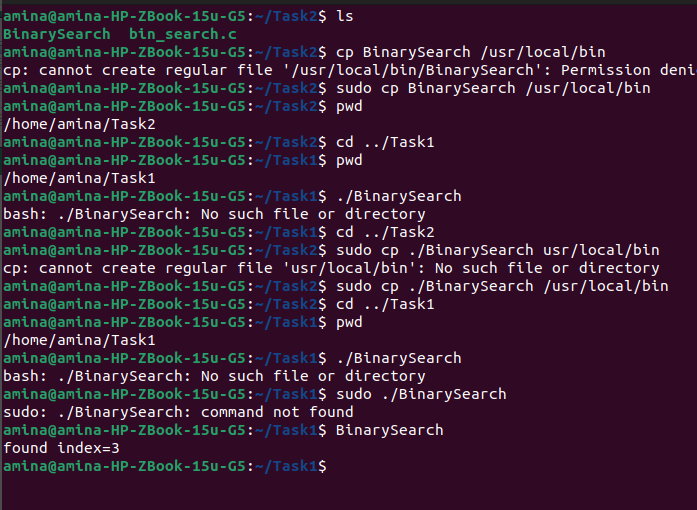 amina@amina-HP-ZBook-15u-G5:~/Task2$ ls
BinarySearch  bin_search.c
amina@amina-HP-ZBook-15u-G5:~/Task2$ cp BinarySearch /usr/local/bin
cp: cannot create regular file '/usr/local/bin/BinarySearch': Permission deni
amina@amina-HP-ZBook-15u-G5:~/Task2$ sudo cp BinarySearch /usr/local/bin
amina@amina-HP-ZBook-15u-G5:~/Task2$ pwd
/home/amina/Task2
amina@amina-HP-ZBook-15u-G5:~/Task2$ cd ../Task1
amina@amina-HP-ZBook-15u-G5:~/Task1$ pwd
/home/amina/Task1
amina@amina-HP-ZBook-15u-G5:~/Task1$ ./BinarySearch
bash: ./BinarySearch: No such file or directory
amina@amina-HP-ZBook-15u-G5:~/Task1$ cd ../Task2
amina@amina-HP-ZBook-15u-G5:~/Task2$ sudo cp ./BinarySearch usr/local/bin
cp: cannot create regular file 'usr/local/bin': No such file or directory
amina@amina-HP-ZBook-15u-G5:~/Task2$ sudo cp ./BinarySearch /usr/local/bin
amina@amina-HP-ZBook-15u-G5:~/Task2$ cd ../Task1
amina@amina-HP-ZBook-15u-G5:~/Task1$ pwd
/home/amina/Task1
amina@amina-HP-ZBook-15u-G5:~/Task1$ ./BinarySearch
bash: ./BinarySearch: No such file or directory
amina@amina-HP-ZBook-15u-G5:~/Task1$ sudo ./BinarySearch
sudo: ./BinarySearch: command not found
amina@amina-HP-ZBook-15u-G5:~/Task1$ BinarySearch
found index=3
amina@amina-HP-ZBook-15u-G5:~/Task1$